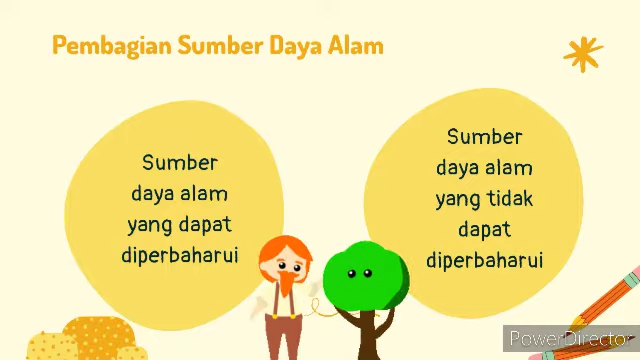 Pembagian Sumber Daya Alam
Sumber
daya alam
yang dapat
diperbaharui
Sumber
daya alam
yang tidak
dapat
diperbaharui
PowerDirector